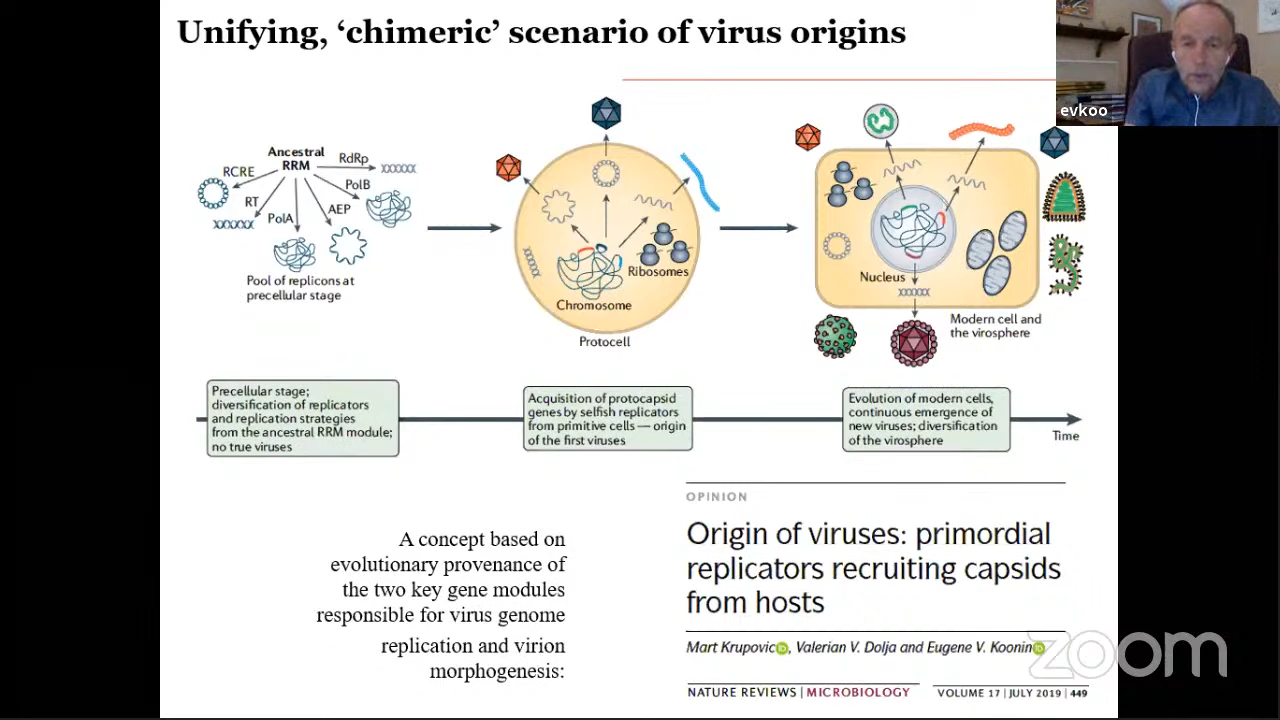 Unifying, ‘chimeric’ scenario of virus origins
evkoo
Ancestral
RRM
RCRE
RdRp
RT
PolB
PolA
AEP
Pool of replicons at
precellular stage
Ribosomes
Chromosome
Protocell
Nucleus
Modern cell and
the virosphere
Precellular stage;
diversification of replicators
and replication strategies
from the ancestral RRM module;
no true viruses
Acquisition of protocapsid
genes by selfish replicators
from primitive cells — origin
of the first viruses
Evolution of modern cells,
continuous emergence of
new viruses; diversification
of the virosphere
Time
A concept based on
evolutionary provenance of
the two key gene modules
responsible for virus genome
replication and virion
morphogenesis:
OPINION
Origin of viruses: primordial
replicators recruiting capsids
from hosts
Mart Krupovic, Valerian V. Dolja and Eugene V. Koonin
NATURE REVIEWS | MICROBIOLOGY
VOLUME 17 | JULY 2019 | 449
zoom